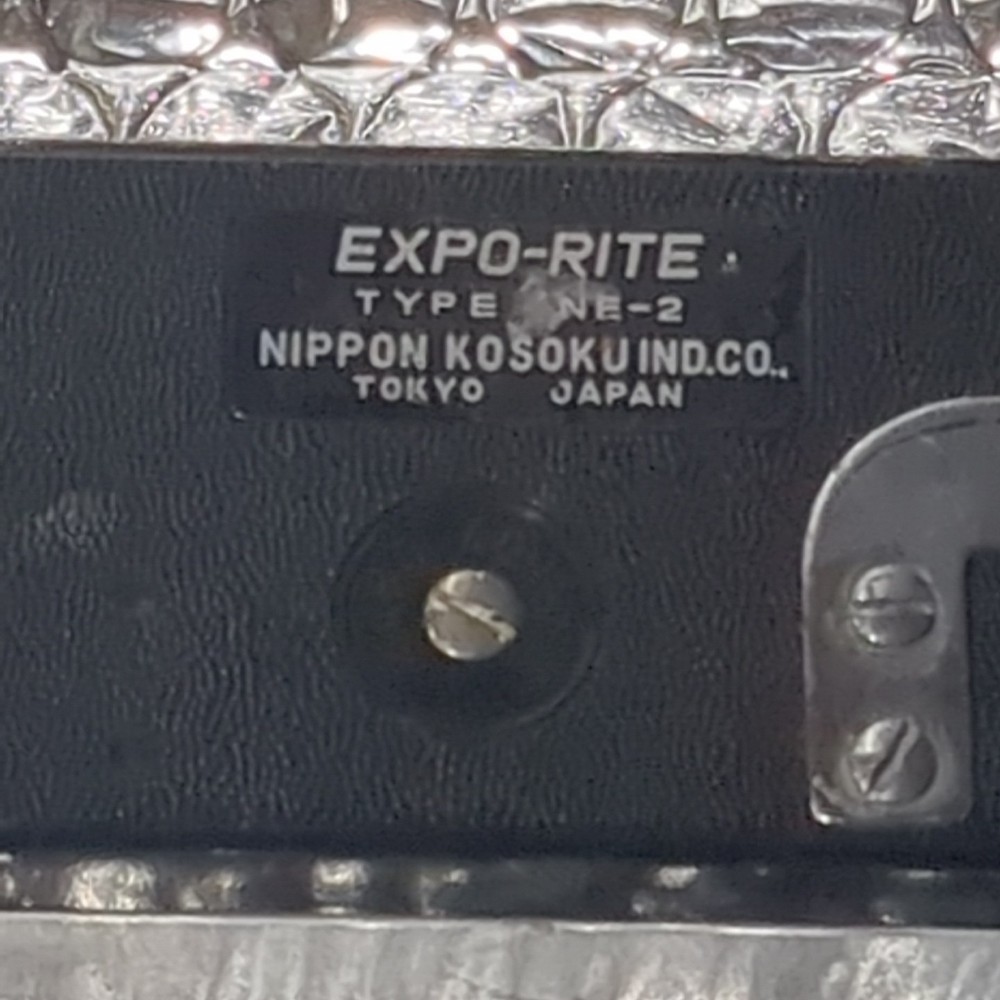 EXPO-RITE
TYPE NE-2
NIPPON KOSOKU IND.CO.,
TOKYO JAPAN